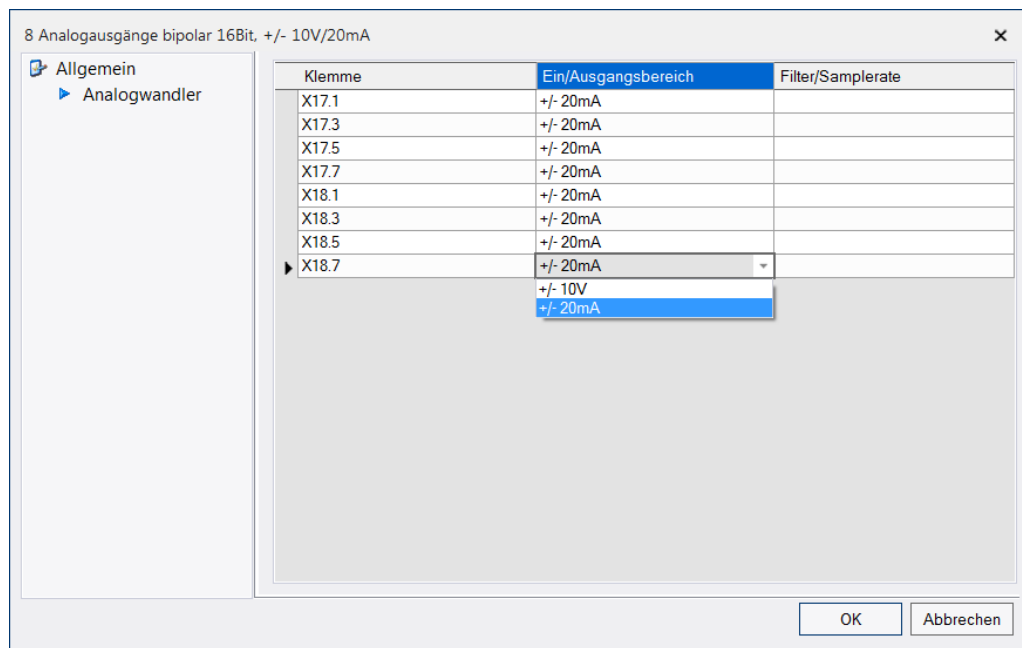 8 Analogausgänge bipolar 16Bit, +/- 10V/20mA
Allgemein
Analogwandler
Klemme Ein/Ausgangsbereich Filter/Samplerate
X17.1 +/- 20mA
X17.3 +/- 20mA
X17.5 +/- 20mA
X17.7 +/- 20mA
X18.1 +/- 20mA
X18.3 +/- 20mA
X18.5 +/- 20mA
X18.7 +/- 20mA
+/- 10V
+/- 20mA
OK Abbrechen